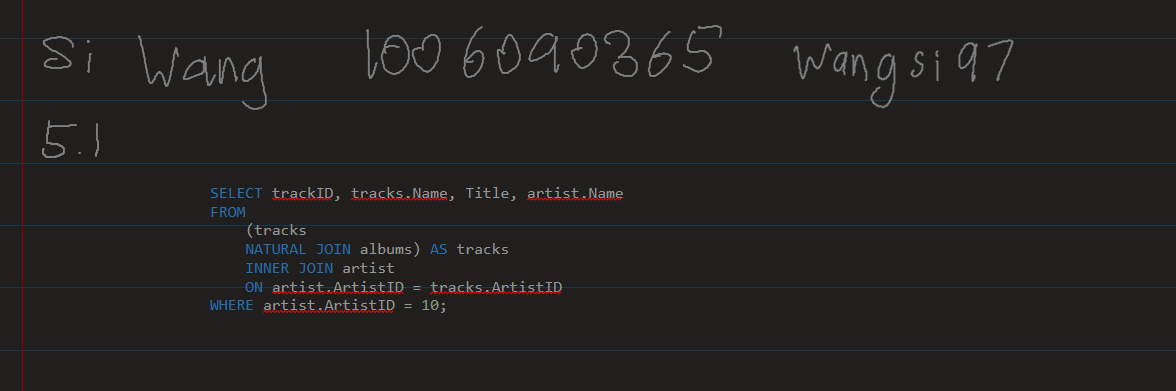 Si Wang 1006090365 wangsi97
5.1
SELECT trackID, tracks.Name, Title, artist.Name
FROM
(tracks
NATURAL JOIN albums) AS tracks
INNER JOIN artist
ON artist.ArtistID = tracks.ArtistID
WHERE artist.ArtistID = 10;